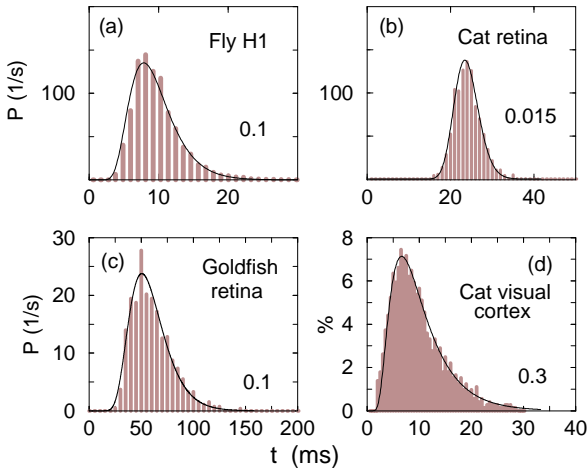 (a) Fly H1
P (1/s)
100
0.1
0 10 20
(b) Cat retina
100
0.015
0 20 40
(c) Goldfish
retina
P (1/s)
30
20
10
0
0.1
0 50 100 150 200
(d)
Cat visual
cortex
%
8
6
4
2
0
0.3
0 10 20 30 40
t (ms)